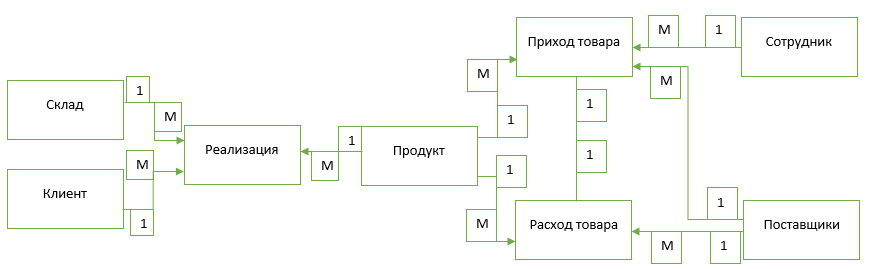 Приход товара
М
1
Сотрудник
М
М
Склад
1
М
1
1
Реализация
1
М
Продукт
1
М
1
Клиент
1
М
Расход товара
1
М
1
Поставщики